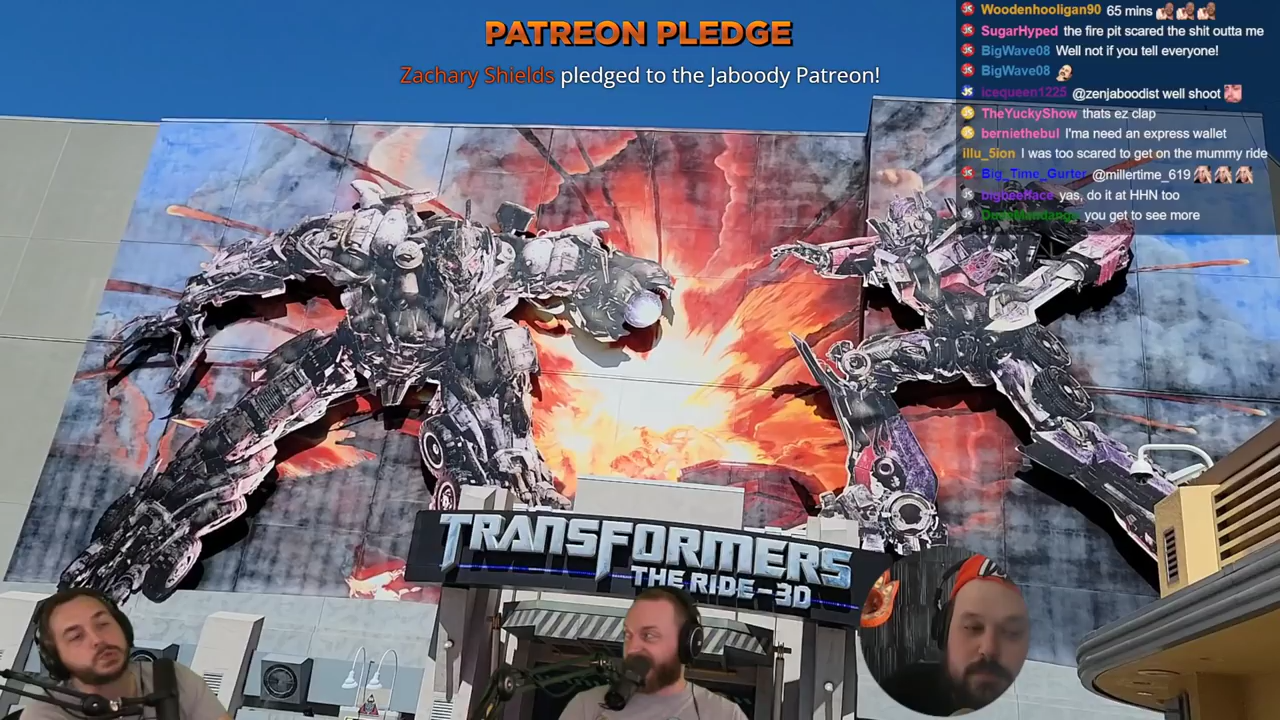 PATREON PLEDGE
Zachary Shields pledged to the Jaboody Patreon!
Woodenhooligan90 65 mins
SugarHyped the fire pit scared the shit outta me
BigWave08 Well not if you tell everyone!
BigWave08
icequeen1225 @zenjaboodist well shoot
TheYuckyShow thats ez clap
berniethebul I'ma need an express wallet
illu_5ion I was too scared to get on the mummy ride
Big_Time_Gurter @millertime_619
bigbeefface yas, do it at HHN too
you get to see more
TRANSFORMERS
THE RIDE-3D